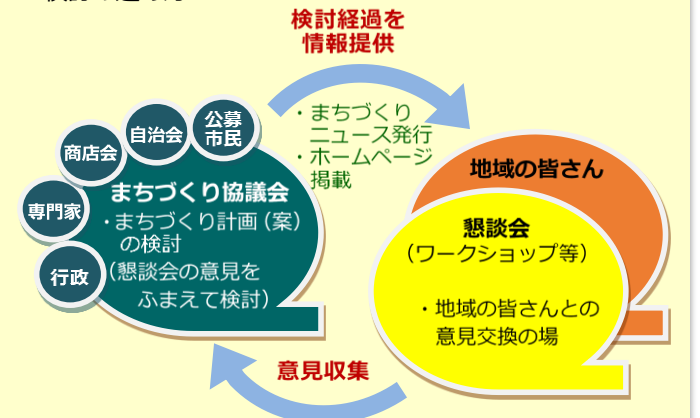 検討経過を
情報提供
・まちづくり
ニュース発行
・ホームページ
掲載
公募
市民
自治会
商店会
専門家
行政
まちづくり協議会
・まちづくり計画（案）
の検討
（懇談会の意見を
ふまえて検討）
地域の皆さん
懇談会
（ワークショップ等）
・地域の皆さんとの
意見交換の場
意見収集